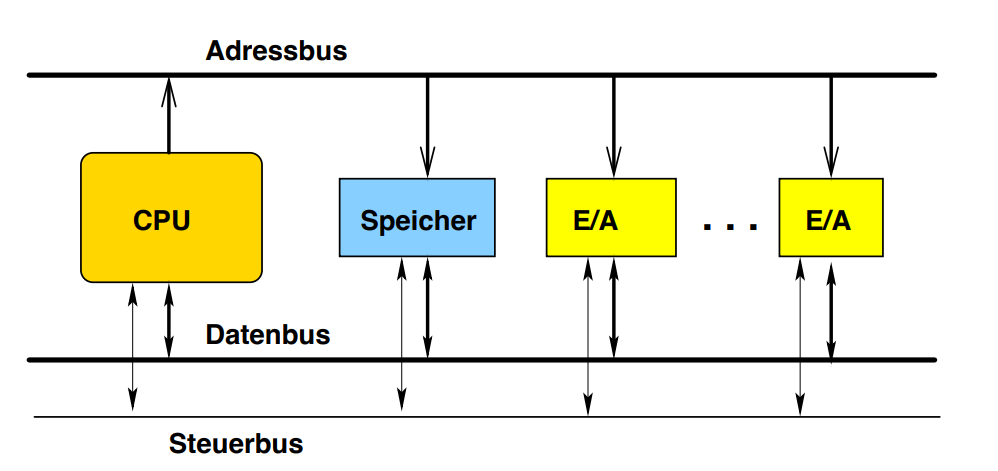 Adressbus
CPU
Speicher
E/A
. . .
E/A
Datenbus
Steuerbus